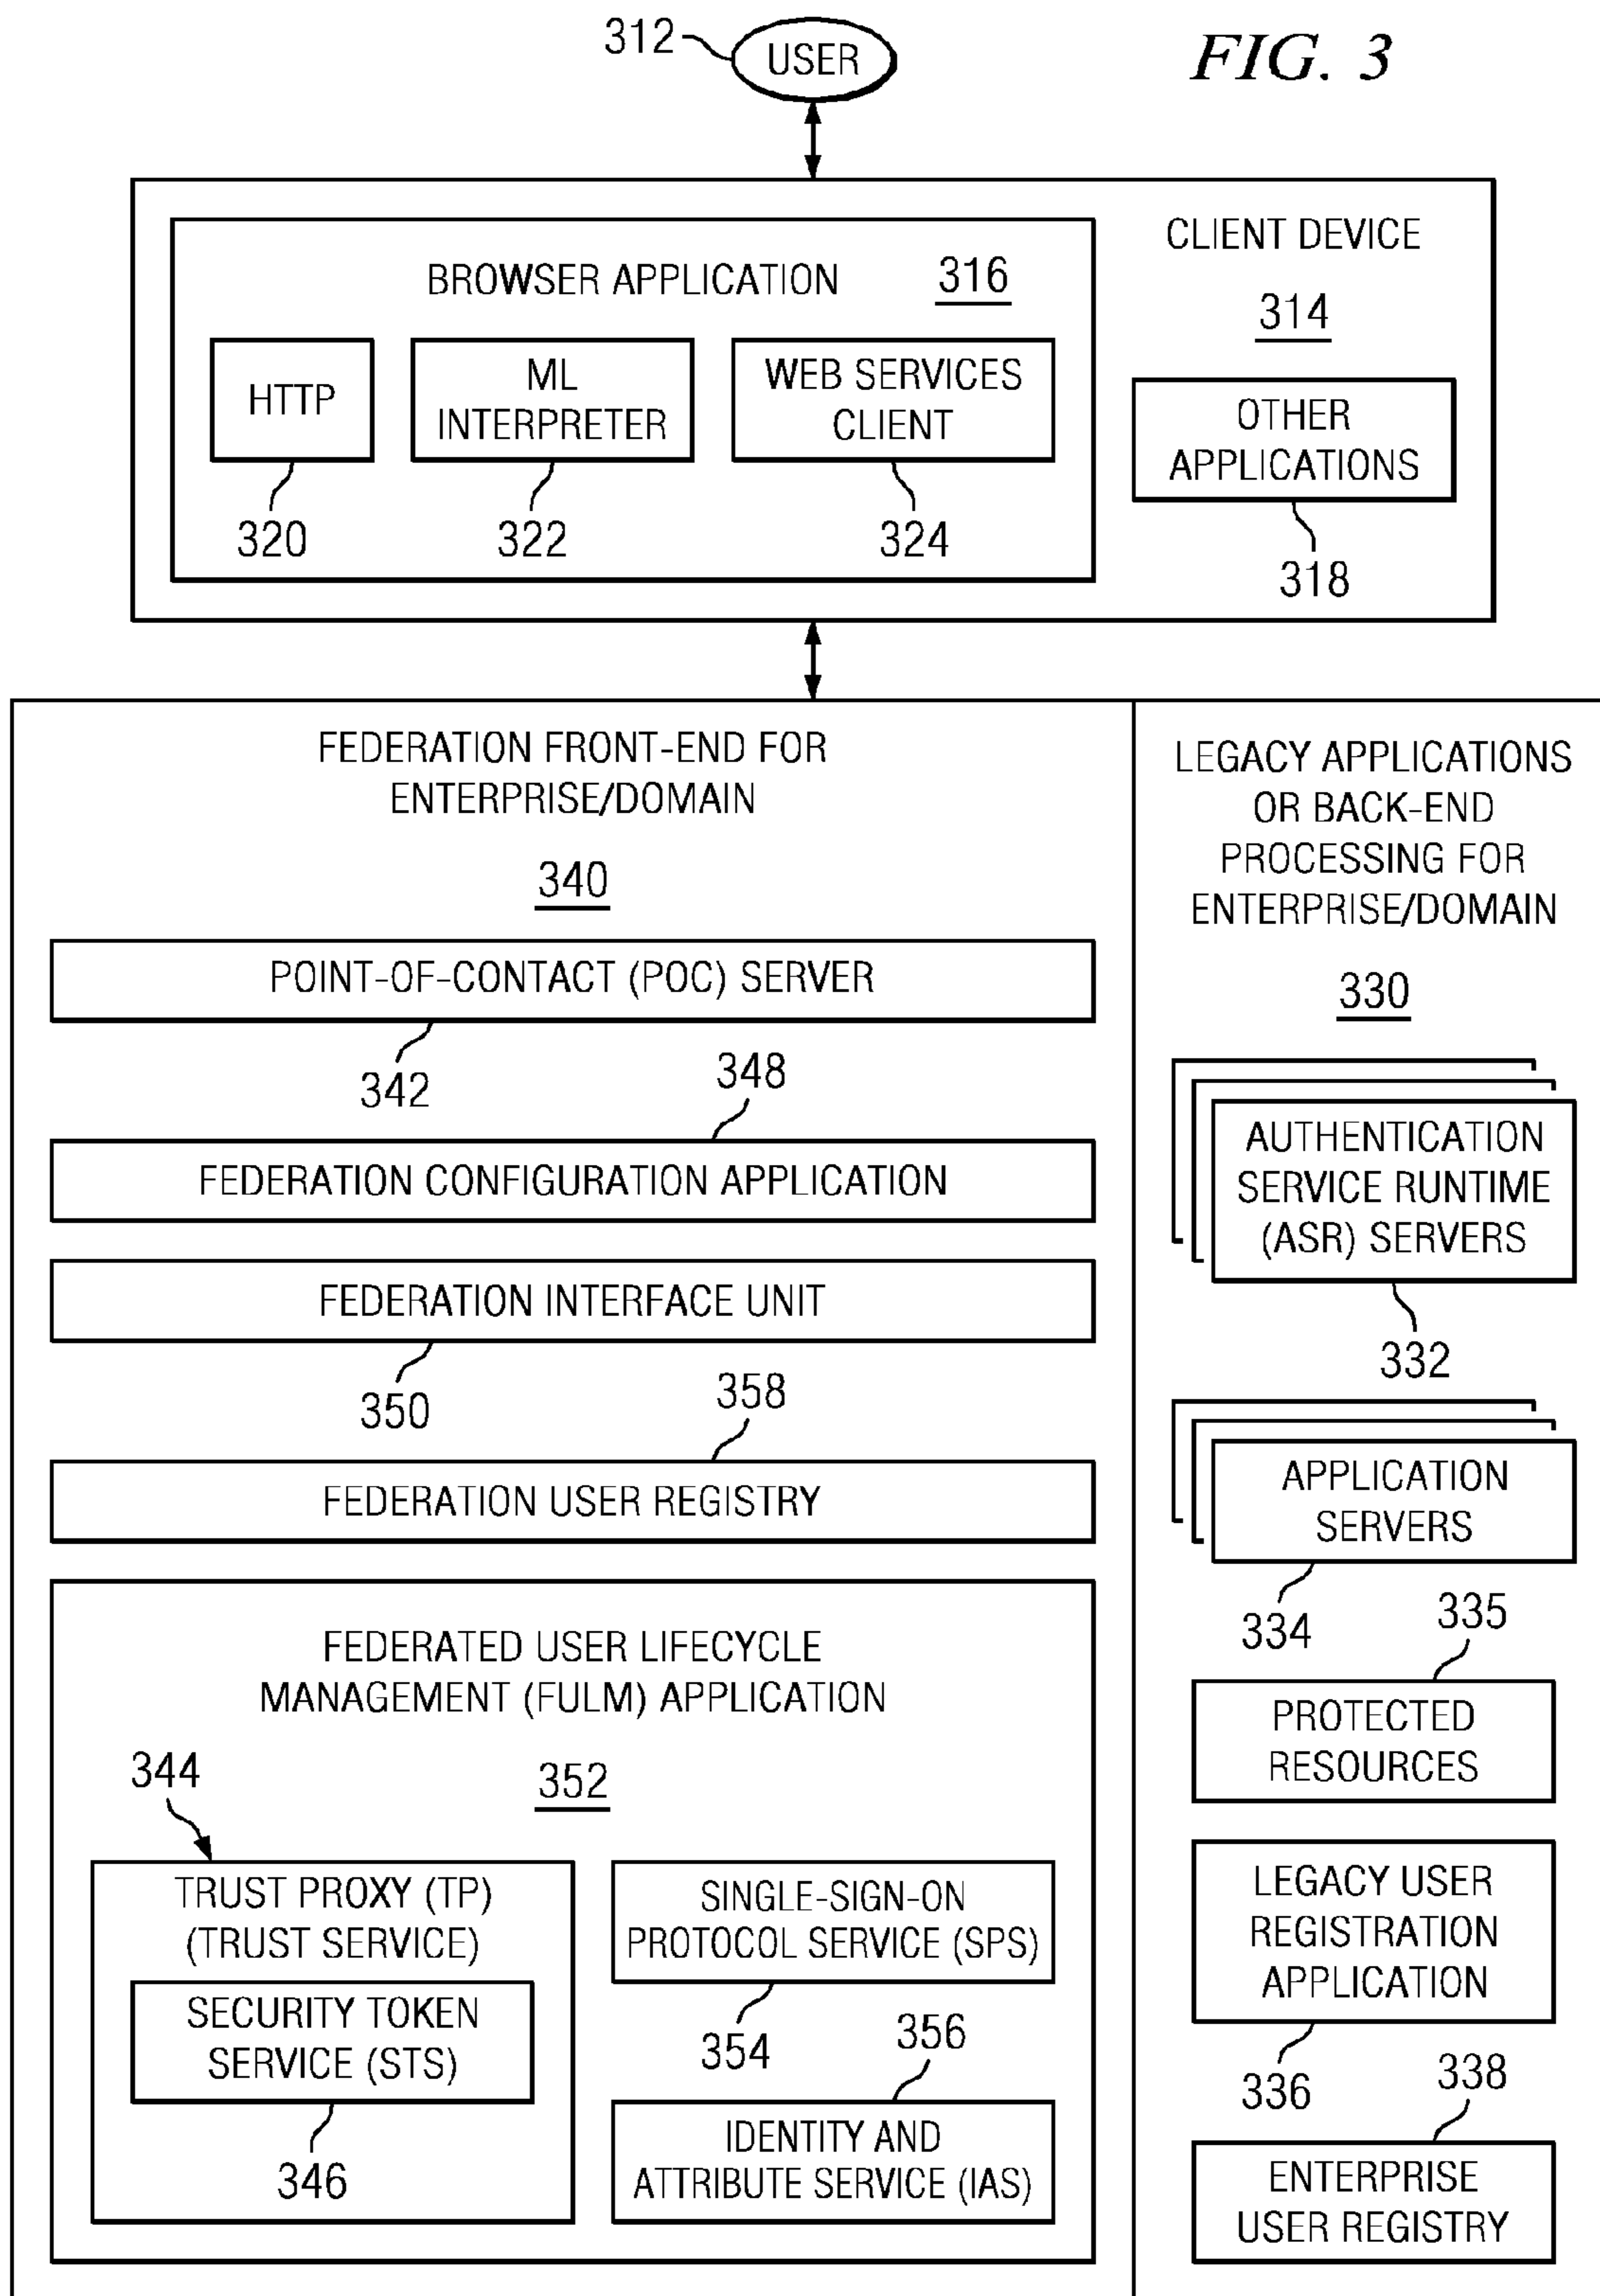 312
USER
FIG. 3
CLIENT DEVICE
314
BROWSER APPLICATION
316
HTTP
320
ML
INTERPRETER
322
WEB SERVICES
CLIENT
324
OTHER
APPLICATIONS
318
FEDERATION FRONT-END FOR
ENTERPRISE/DOMAIN
340
POINT-OF-CONTACT (POC) SERVER
342
348
FEDERATION CONFIGURATION APPLICATION
FEDERATION INTERFACE UNIT
350
358
FEDERATION USER REGISTRY
FEDERATED USER LIFECYCLE
MANAGEMENT (FULM) APPLICATION
352
344
TRUST PROXY (TP)
(TRUST SERVICE)
SECURITY TOKEN
SERVICE (STS)
346
SINGLE-SIGN-ON
PROTOCOL SERVICE (SPS)
354
356
IDENTITY AND
ATTRIBUTE SERVICE (IAS)
LEGACY APPLICATIONS
OR BACK-END
PROCESSING FOR
ENTERPRISE/DOMAIN
330
AUTHENTICATION
SERVICE RUNTIME
(ASR) SERVERS
332
APPLICATION
SERVERS
334
335
PROTECTED
RESOURCES
LEGACY USER
REGISTRATION
APPLICATION
336
338
ENTERPRISE
USER REGISTRY